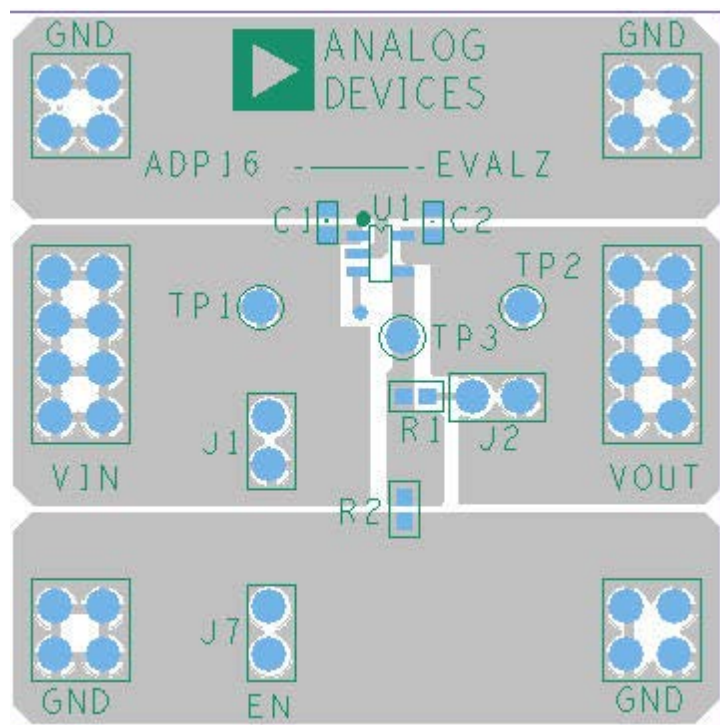 GND
ANALOG
DEVICES
GND
ADP16 - ———- EVALZ
C1
U1
C2
TP1
TP2
TP3
J1
R1
J2
VIN
R2
VOUT
J7
GND
EN
GND